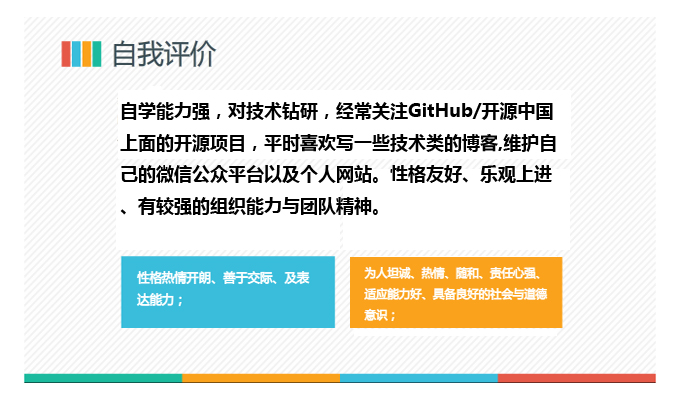 自我评价
自学能力强，对技术钻研，经常关注GitHub/开源中国
上面的开源项目，平时喜欢写一些技术类的博客,维护自
己的微信公众平台以及个人网站。性格友好、乐观上进
、有较强的组织能力与团队精神。
性格热情开朗、善于交际、及表
达能力；
为人坦诚、热情、随和、责任心强、
适应能力好、具备良好的社会与道德
意识；